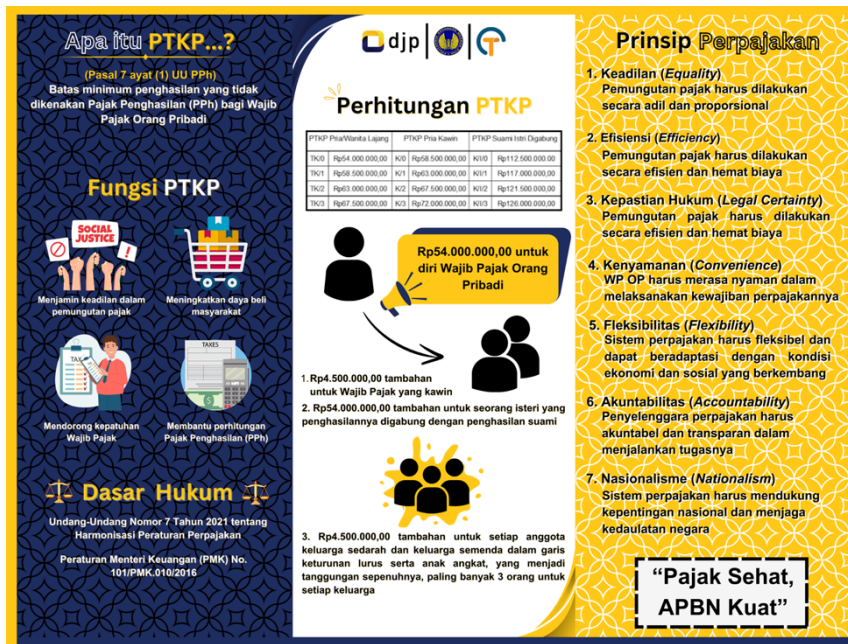 Apa itu PTKP...?
(Pasal 7 ayat (1) UU PPh)
Batas minimum penghasilan yang tidak
dikenakan Pajak Penghasilan (PPh) bagi Wajib
Pajak Orang Pribadi
Fungsi PTKP
SOCIAL
JUSTICE
Menjamin keadilan dalam
pemungutan pajak
Meningkatkan daya beli
masyarakat
TAX
Mendorong kepatuhan
Wajib Pajak
TAXES
Membantu perhitungan
Pajak Penghasilan (PPh)
Dasar Hukum
Undang-Undang Nomor 7 Tahun 2021 tentang
Harmonisasi Peraturan Perpajakan
Peraturan Menteri Keuangan (PMK) No.
101/PMK.010/2016
djp
Perhitungan PTKP
PTKP Pria/Wanita Lajang PTKP Pria Kawin PTKP Suami Istri Digabung
TK/0 Rp54.000.000,00 K/0 Rp58.500.000,00 K/I/0 Rp112.500.000.00
TK/1 Rp58.500.000,00 K/1 Rp63.000.000,00 K/I/1 Rp117.000.000,00
TK/2 Rp63.000.000,00 K/2 Rp67.500.000,00 K/I/2 Rp121.500.000,00
TK/3 Rp67.500.000,00 K/3 Rp72.000.000,00 K/I/3 Rp126.000.000,00
Rp54.000.000,00 untuk
diri Wajib Pajak Orang
Pribadi
1. Rp4.500.000,00 tambahan
untuk Wajib Pajak yang kawin
2. Rp54.000.000,00 tambahan untuk seorang isteri yang
penghasilannya digabung dengan penghasilan suami
3. Rp4.500.000,00 tambahan untuk setiap anggota
keluarga sedarah dan keluarga semenda dalam garis
keturunan lurus serta anak angkat, yang menjadi
tanggungan sepenuhnya, paling banyak 3 orang untuk
setiap keluarga
Prinsip Perpajakan
1. Keadilan (Equality)
Pemungutan pajak harus dilakukan
secara adil dan proporsional
2. Efisiensi (Efficiency)
Pemungutan pajak harus dilakukan
secara efisien dan hemat biaya
3. Kepastian Hukum (Legal Certainty)
Pemungutan pajak harus dilakukan
secara efisien dan hemat biaya
4. Kenyamanan (Convenience)
WP OP harus merasa nyaman dalam
melaksanakan kewajiban perpajakannya
5. Fleksibilitas (Flexibility)
Sistem perpajakan harus fleksibel dan
dapat beradaptasi dengan kondisi
ekonomi dan sosial yang berkembang
6. Akuntabilitas (Accountability)
Penyelenggara perpajakan harus
akuntabel dan transparan dalam
menjalankan tugasnya
7. Nasionalisme (Nationalism)
Sistem perpajakan harus mendukung
kepentingan nasional dan menjaga
kedaulatan negara
“Pajak Sehat,
APBN Kuat”